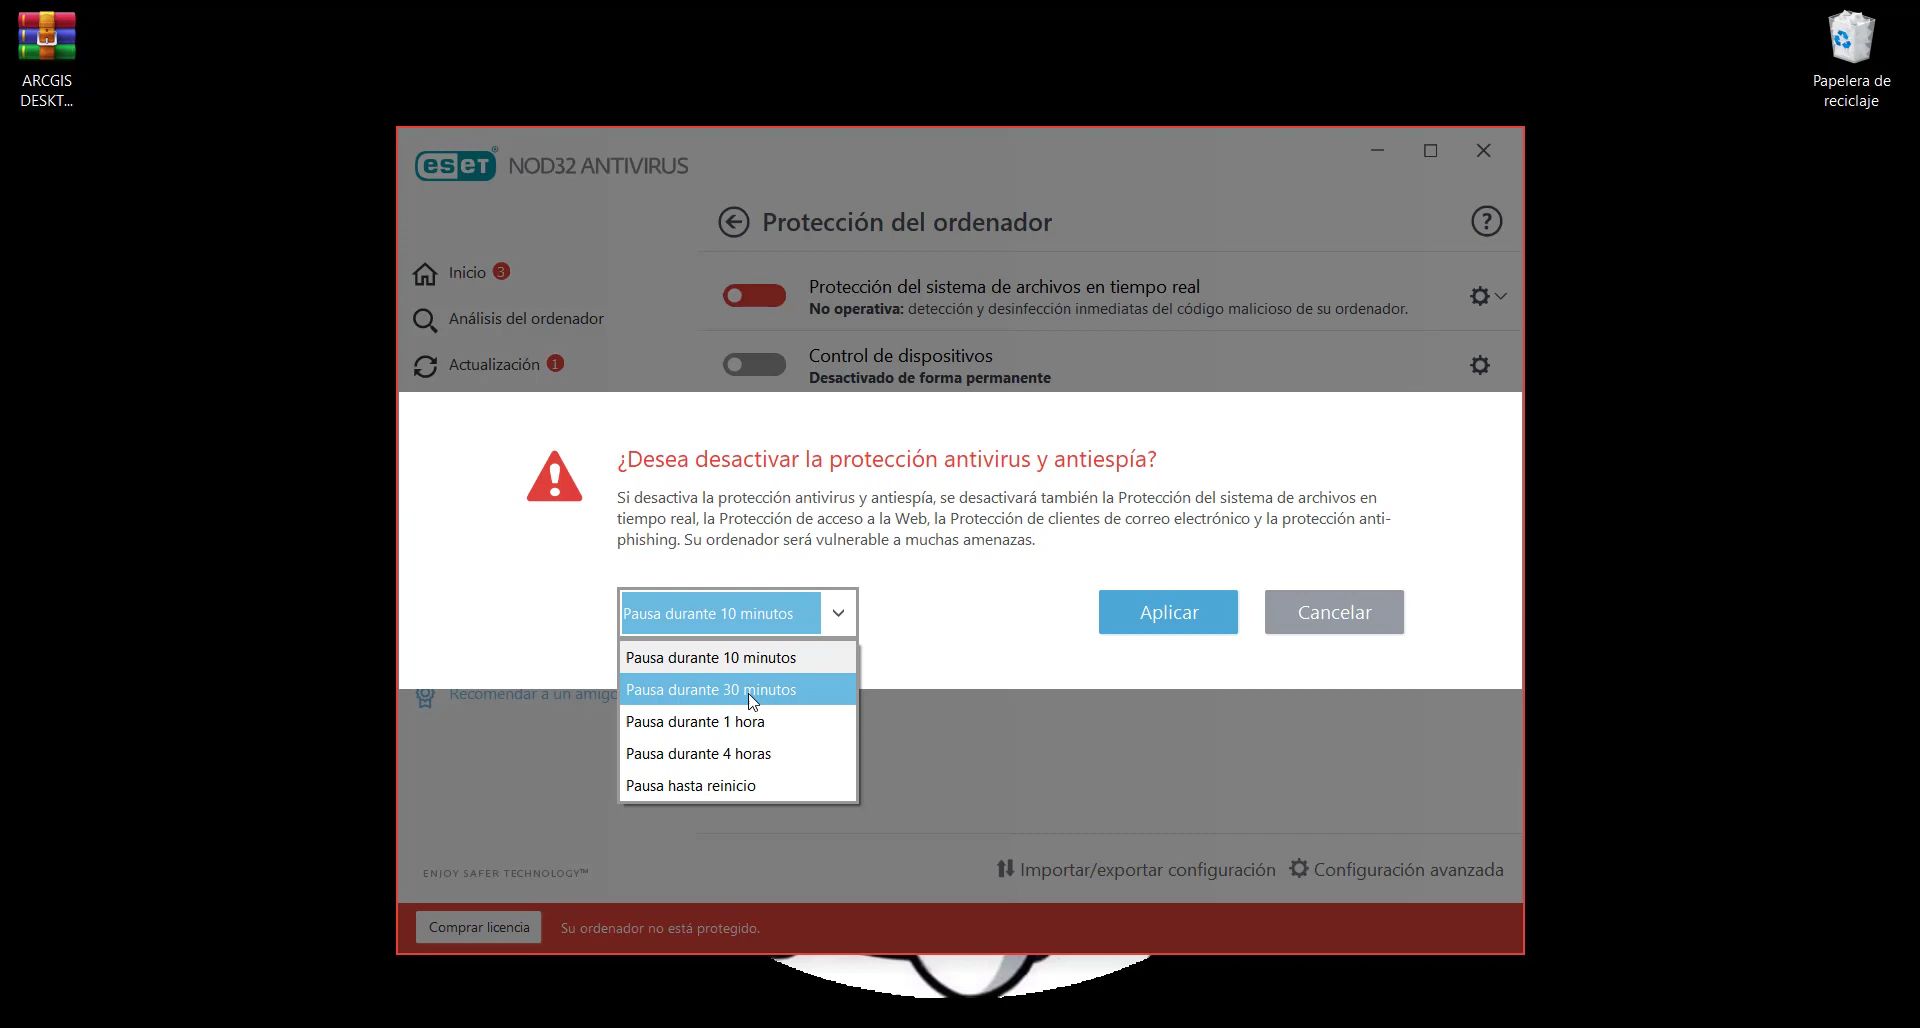 ARCGIS
DESKT...
Papelera de
reciclaje
eset® NOD32 ANTIVIRUS
Protección del ordenador
?
Inicio 3
Análisis del ordenador
Actualización 1
Protección del sistema de archivos en tiempo real
No operativa: detección y desinfección inmediatas del código malicioso de su ordenador.
Control de dispositivos
Desactivado de forma permanente
¿Desea desactivar la protección antivirus y antiespía?
Si desactiva la protección antivirus y antiespía, se desactivará también la Protección del sistema de archivos en
tiempo real, la Protección de acceso a la Web, la Protección de clientes de correo electrónico y la protección anti-
phishing. Su ordenador será vulnerable a muchas amenazas.
Pausa durante 10 minutos
Aplicar
Cancelar
Pausa durante 10 minutos
Pausa durante 30 minutos
Pausa durante 1 hora
Pausa durante 4 horas
Pausa hasta reinicio
Recomendar a un amigo
ENJOY SAFER TECHNOLOGY™
Importar/exportar configuración
Configuración avanzada
Comprar licencia
Su ordenador no está protegido.